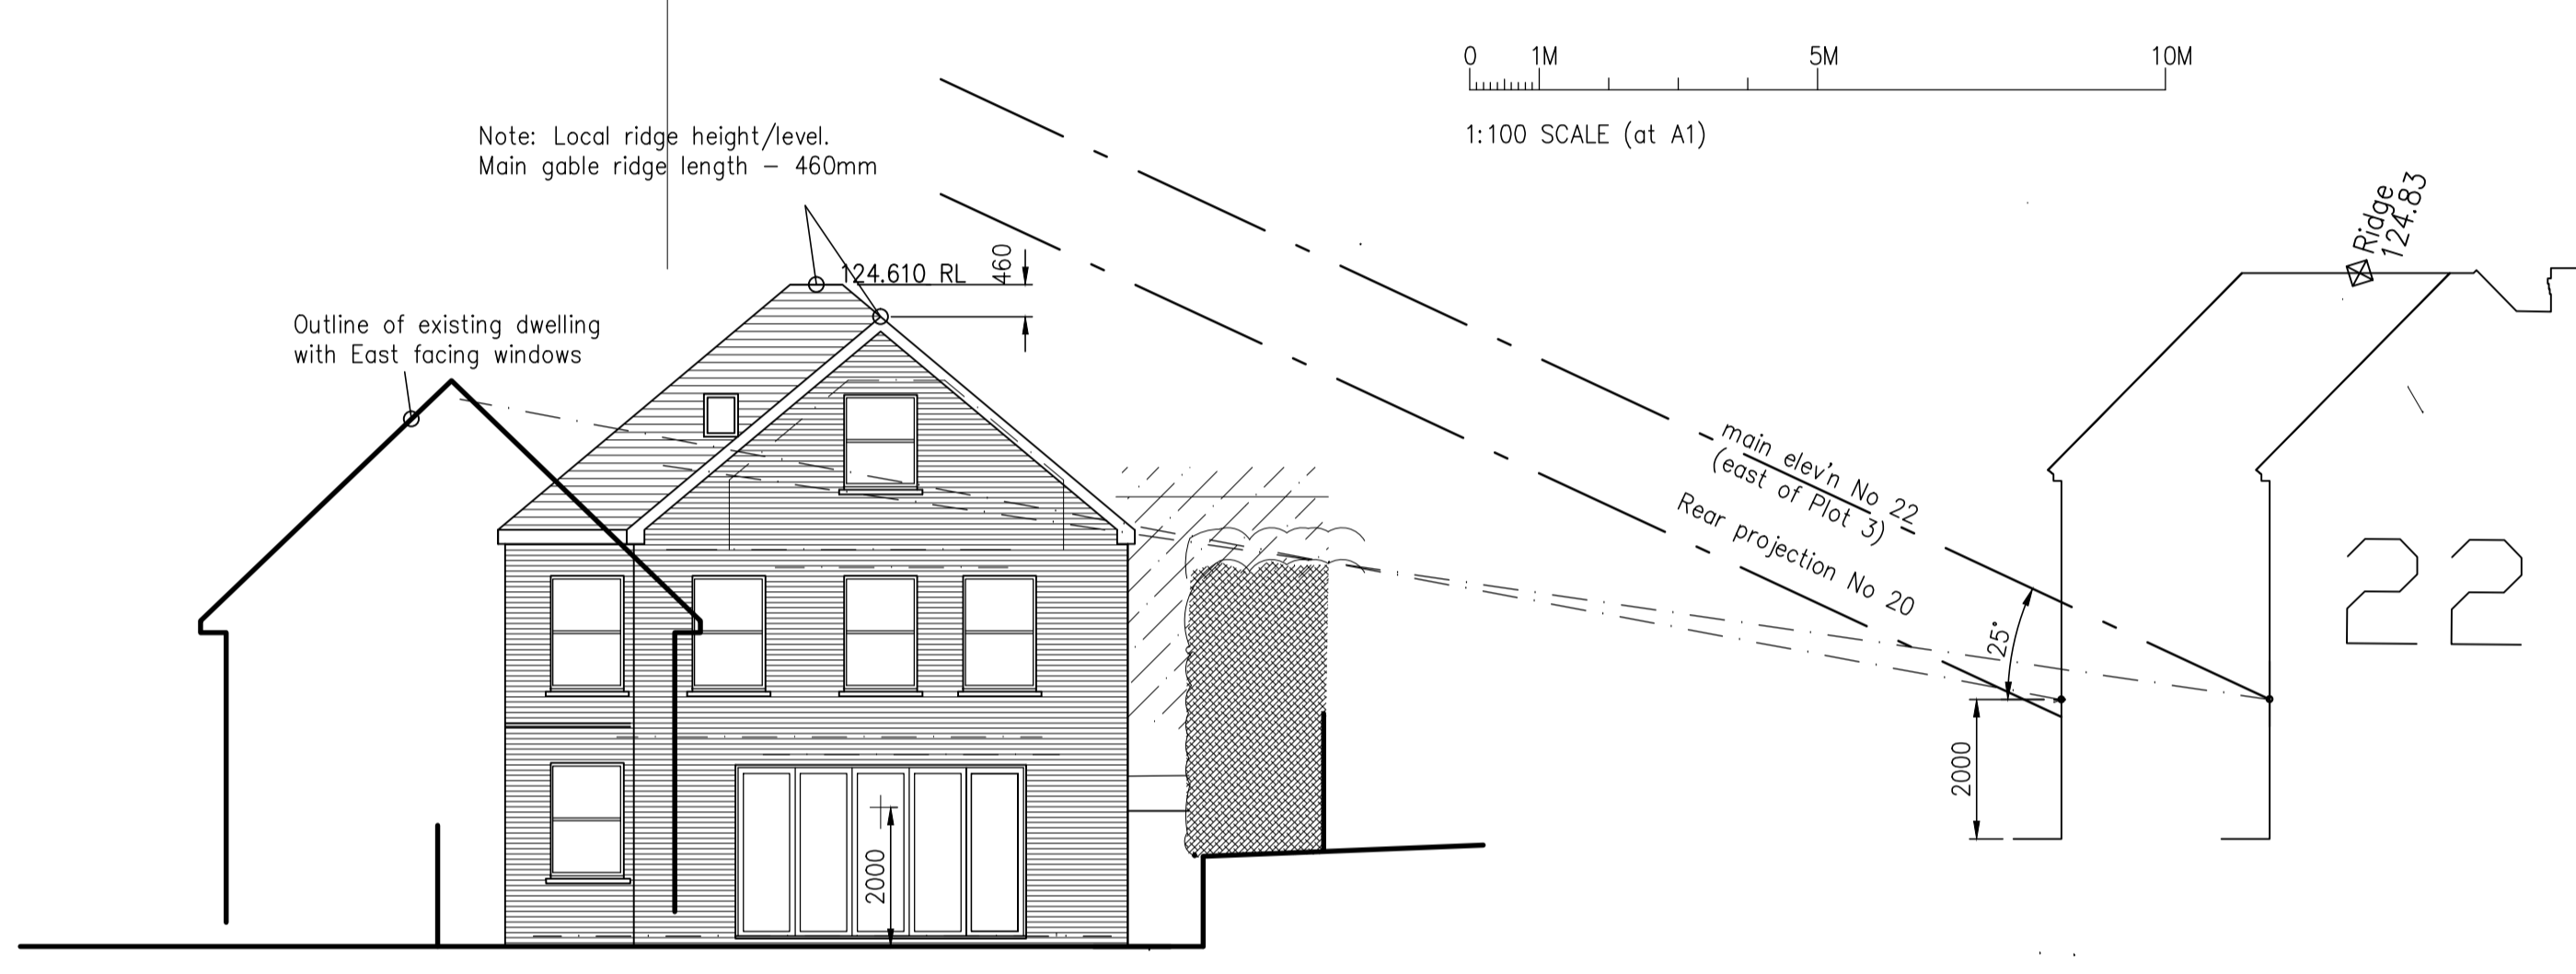 0 1M 5M 10M
1:100 SCALE (at A1)
Note: Local ridge height/level.
Main gable ridge length - 460mm
124.610 RL
460
Outline of existing dwelling
with East facing windows
Ridge
124.83
main elev'n No 22
(east of Plot 3)
Rear projection No 20
25°
22
2000
2000